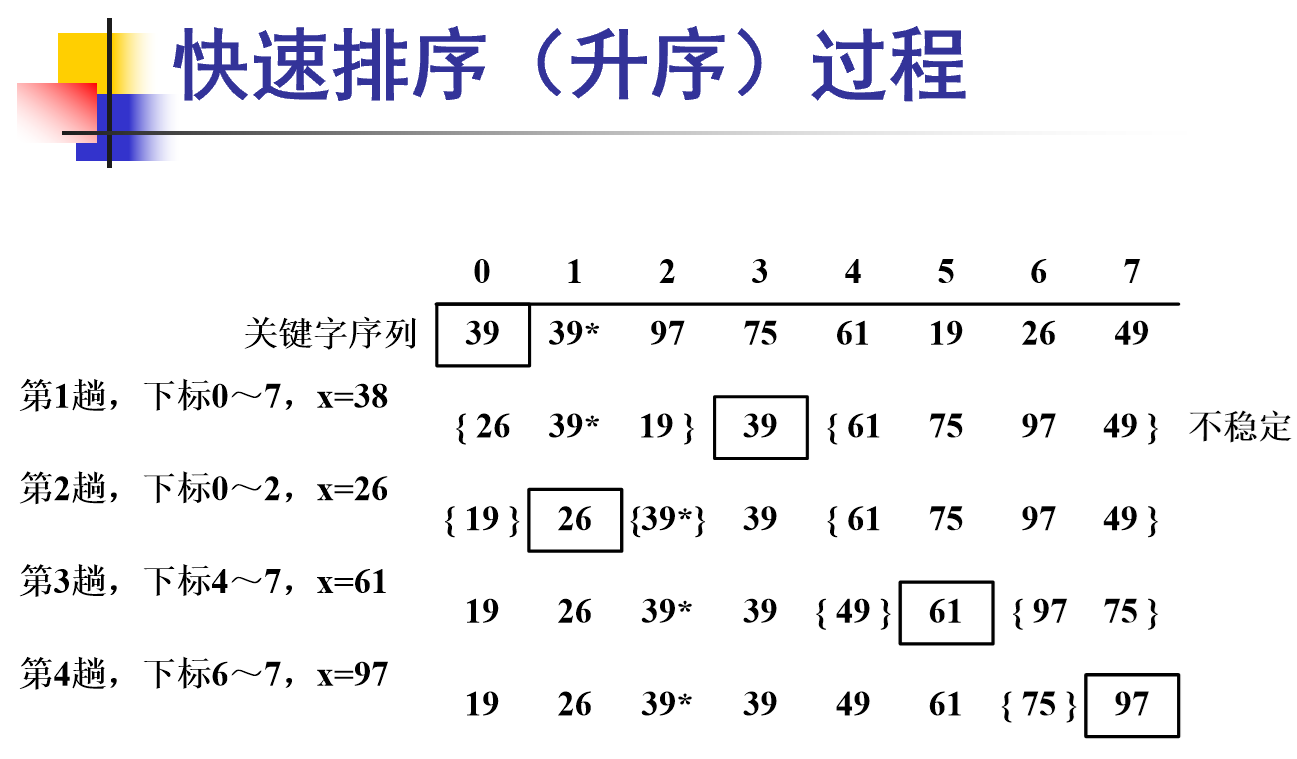 快速排序（升序）过程
0 1 2 3 4 5 6 7
关键字序列 39 39* 97 75 61 19 26 49
第1趟，下标0～7，x=38
{ 26 39* 19 } 39 { 61 75 97 49 } 不稳定
第2趟，下标0～2，x=26
{ 19 } 26 {39*} 39 { 61 75 97 49 }
第3趟，下标4～7，x=61
19 26 39* 39 { 49 } 61 { 97 75 }
第4趟，下标6～7，x=97
19 26 39* 39 49 61 { 75 } 97